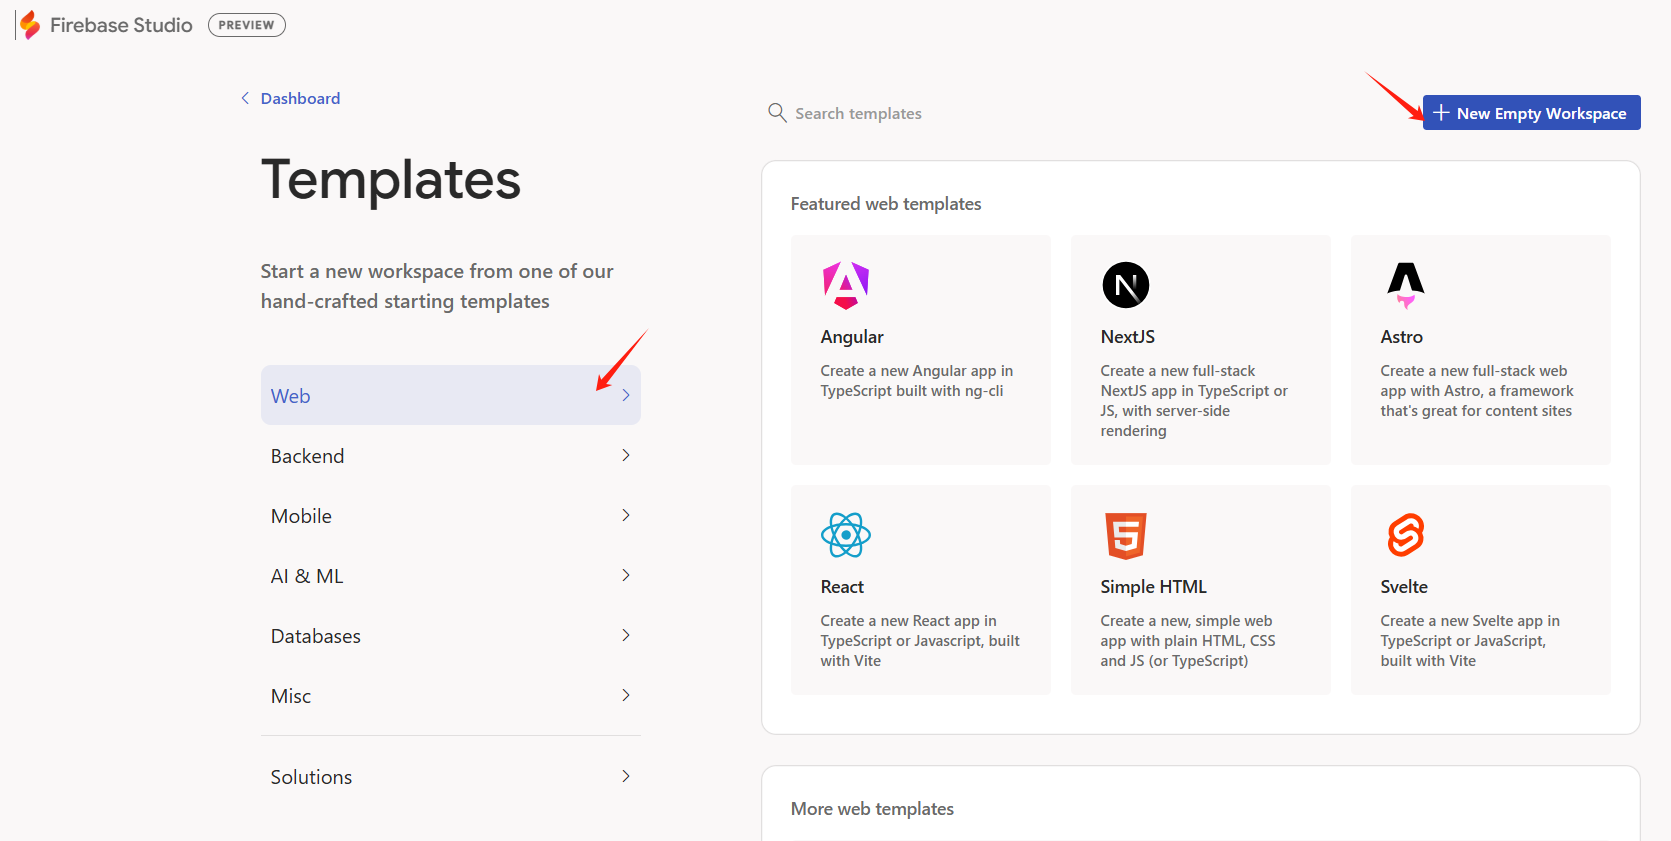 Firebase Studio PREVIEW
Dashboard
Templates
Start a new workspace from one of our
hand-crafted starting templates
Web
Backend
Mobile
AI & ML
Databases
Misc
Solutions
Search templates
New Empty Workspace
Featured web templates
Angular
Create a new Angular app in
TypeScript built with ng-cli
NextJS
Create a new full-stack
NextJS app in TypeScript or
JS, with server-side
rendering
Astro
Create a new full-stack web
app with Astro, a framework
that's great for content sites
React
Create a new React app in
TypeScript or Javascript, built
with Vite
Simple HTML
Create a new, simple web
app with plain HTML, CSS
and JS (or TypeScript)
Svelte
Create a new Svelte app in
TypeScript or JavaScript,
built with Vite
More web templates